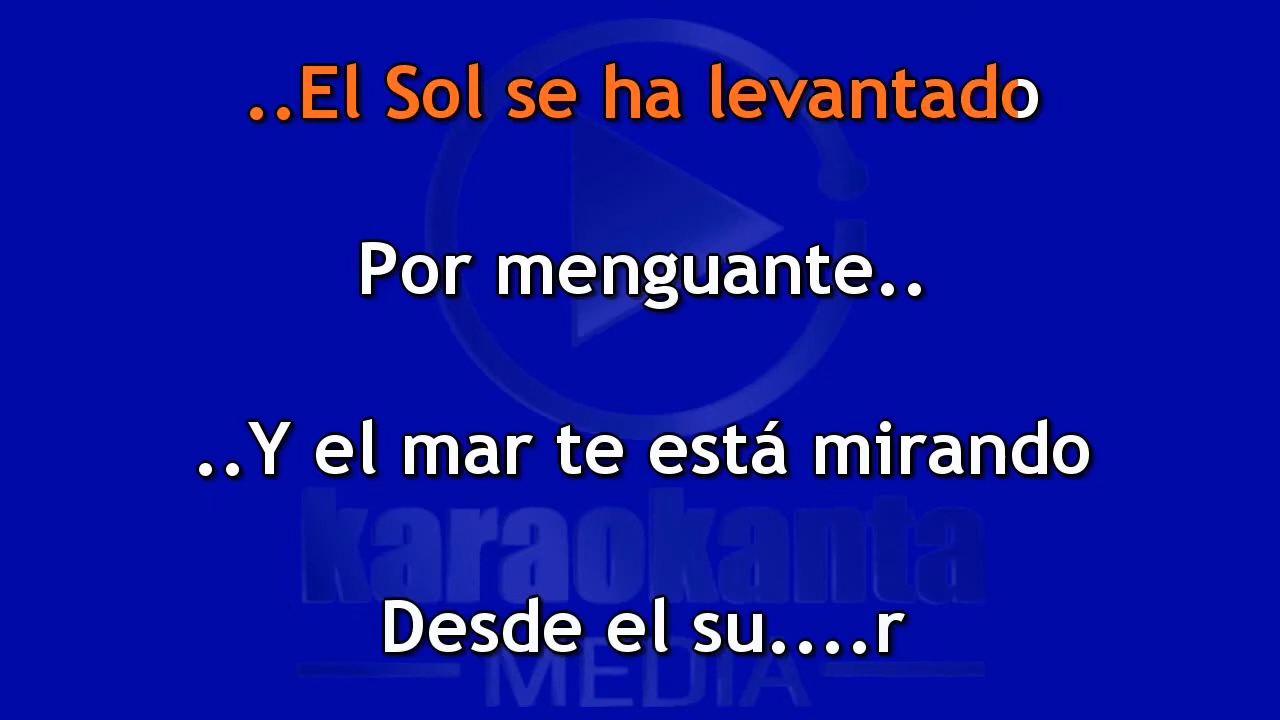 ..El Sol se ha levantado
Por menguante..
..Y el mar te está mirando
karaokanta
Desde el su....r
MEDIA